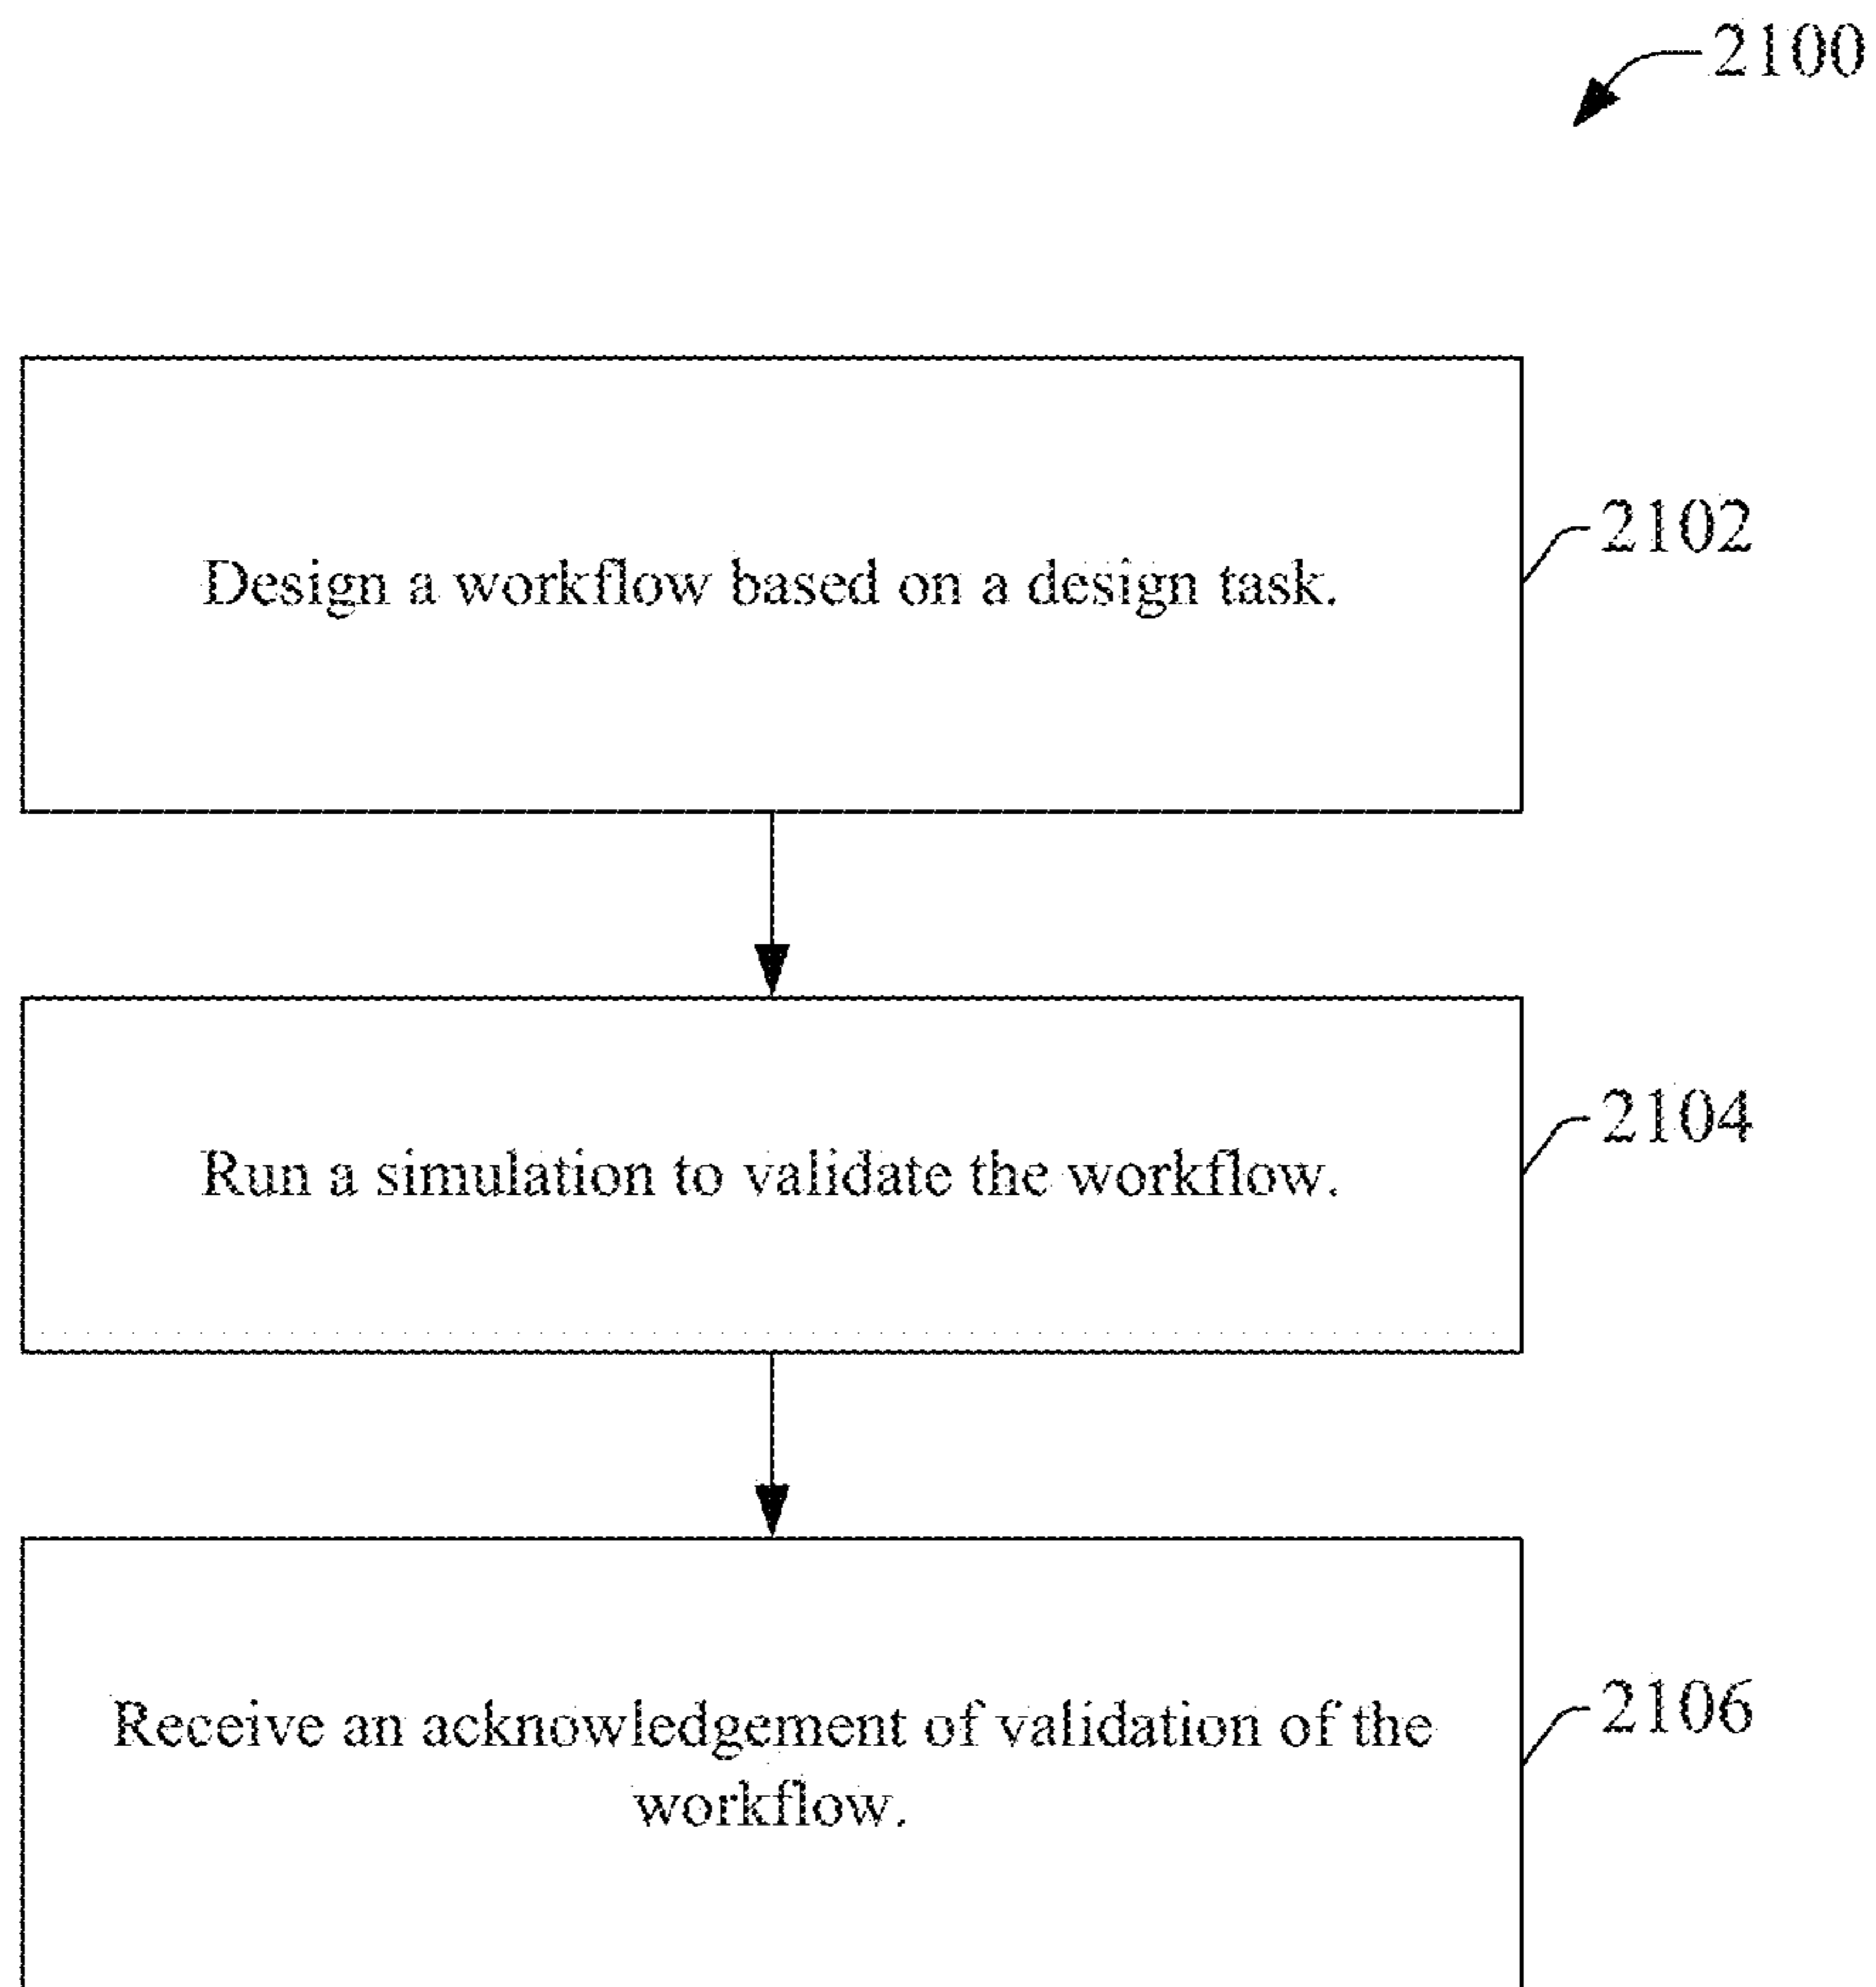 2100
Design a workflow based on a design task.
2102
Run a simulation to validate the workflow.
2104
Receive an acknowledgement of validation of the
workflow.
2106